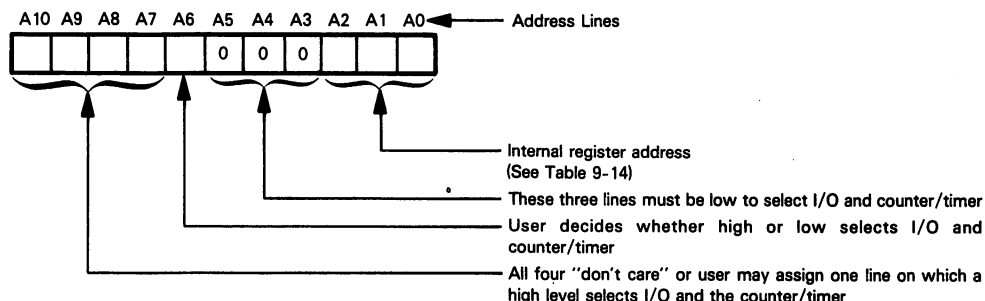 A10 A9 A8 A7 A6 A5 A4 A3 A2 A1 A0 Address Lines
0 0 0
Internal register address
(See Table 9-14)
These three lines must be low to select I/O and counter/timer
User decides whether high or low selects I/O and
counter/timer
All four "don't care" or user may assign one line on which a
high level selects I/O and the counter/timer